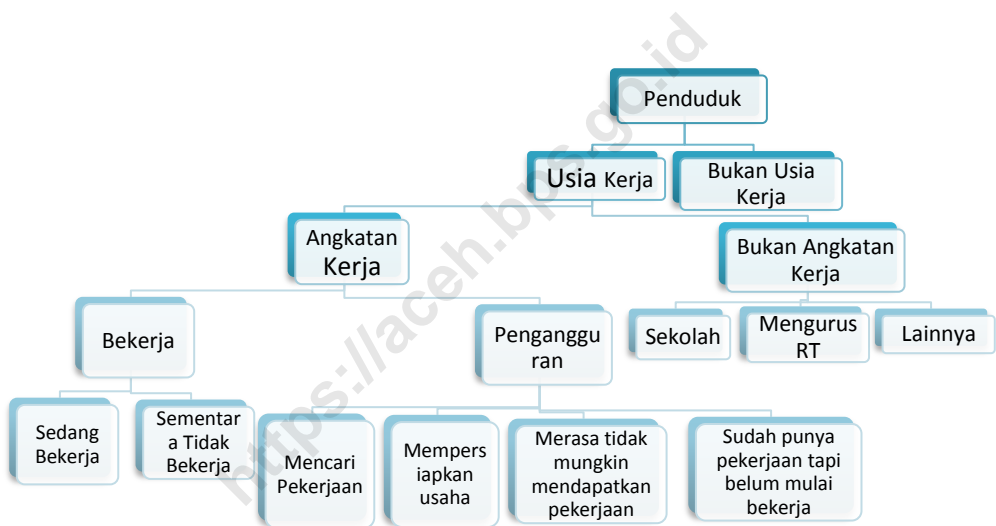 Penduduk
Usia Kerja
Bukan Usia
Kerja
Angkatan
Kerja
Bukan Angkatan
Kerja
Bekerja
Penganggu
ran
Sekolah
Mengurus
RT
Lainnya
Sedang
Bekerja
Sementar
a Tidak
Bekerja
Mencari
Pekerjaan
Mempers
iapkan
usaha
Merasa tidak
mungkin
mendapatkan
pekerjaan
Sudah punya
pekerjaan tapi
belum mulai
bekerja
https://aceh.bps.go.id